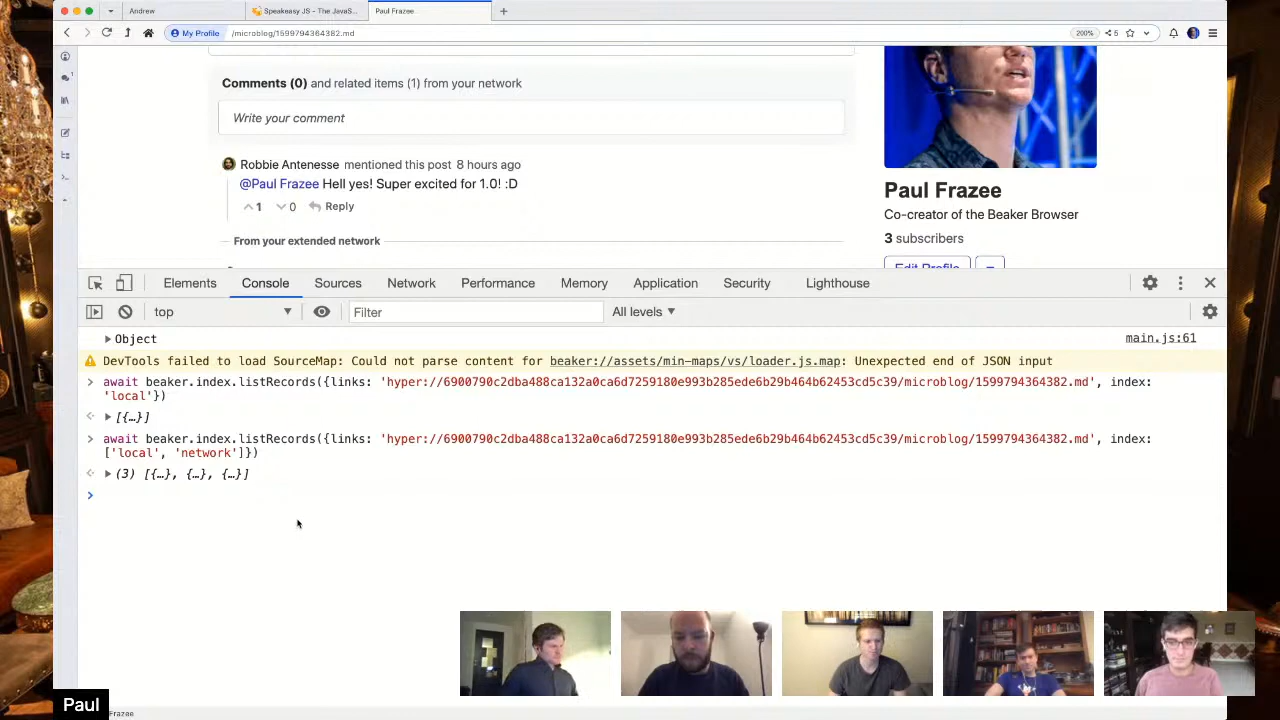 Andrew
Speakeasy JS - The JavaS
Paul Frazee
My Profile
/microblog/1599794364382.md
200%
5
Comments (0) and related items (1) from your network
Write your comment
Robbie Antenesse mentioned this post 8 hours ago
@Paul Frazee Hell yes! Super excited for 1.0! :D
1
0
Reply
From your extended network
Paul Frazee
Co-creator of the Beaker Browser
3 subscribers
Edit Profile
Elements
Console
Sources
Network
Performance
Memory
Application
Security
Lighthouse
top
Filter
All levels
Object
main.js:61
DevTools failed to load SourceMap: Could not parse content for beaker://assets/min-maps/vs/loader.js.map: Unexpected end of JSON input
await beaker.index.listRecords({links: 'hyper://6900790c2dba488ca132a0ca6d7259180e993b285ede6b29b464b62453cd5c39/microblog/1599794364382.md', index:
'local'})
[{…}]
await beaker.index.listRecords({links: 'hyper://6900790c2dba488ca132a0ca6d7259180e993b285ede6b29b464b62453cd5c39/microblog/1599794364382.md', index:
['local', 'network']})
(3) [{…}, {…}, {…}]
Paul
Frazee